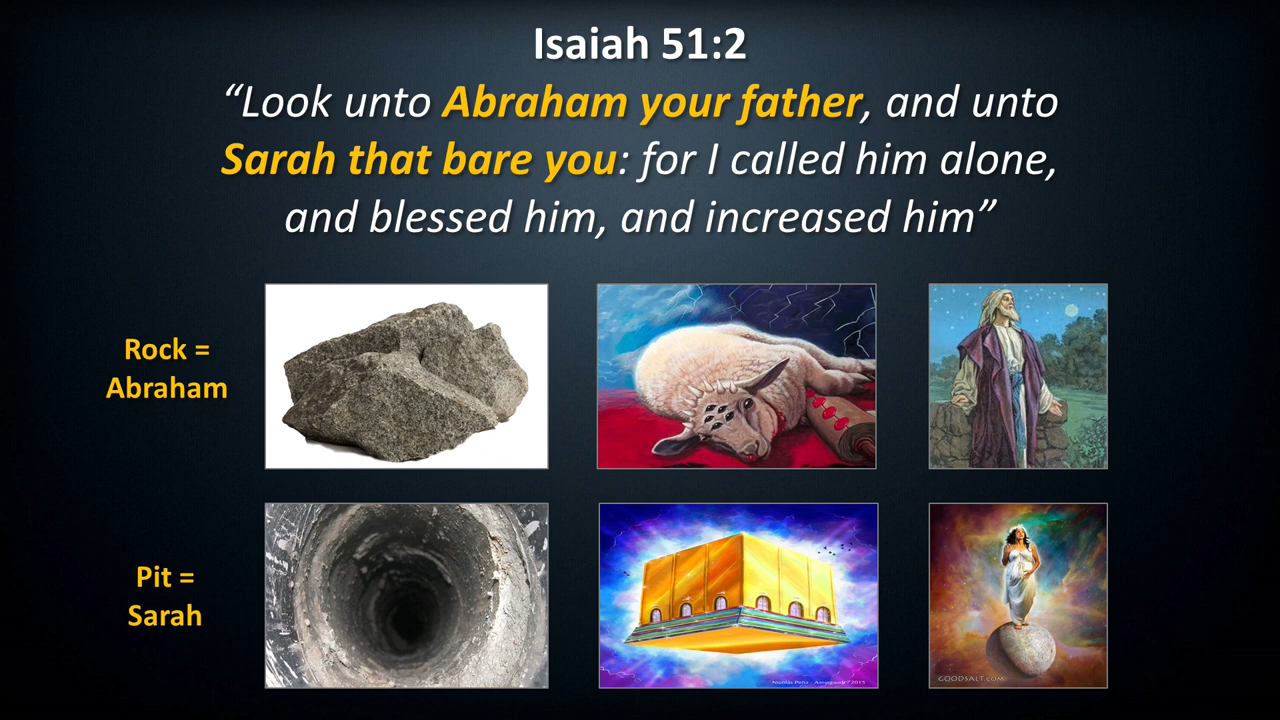 Isaiah 51:2
“Look unto Abraham your father, and unto
Sarah that bare you: for I called him alone,
and blessed him, and increased him”
Rock =
Abraham
Pit =
Sarah
GOODSALT.COM